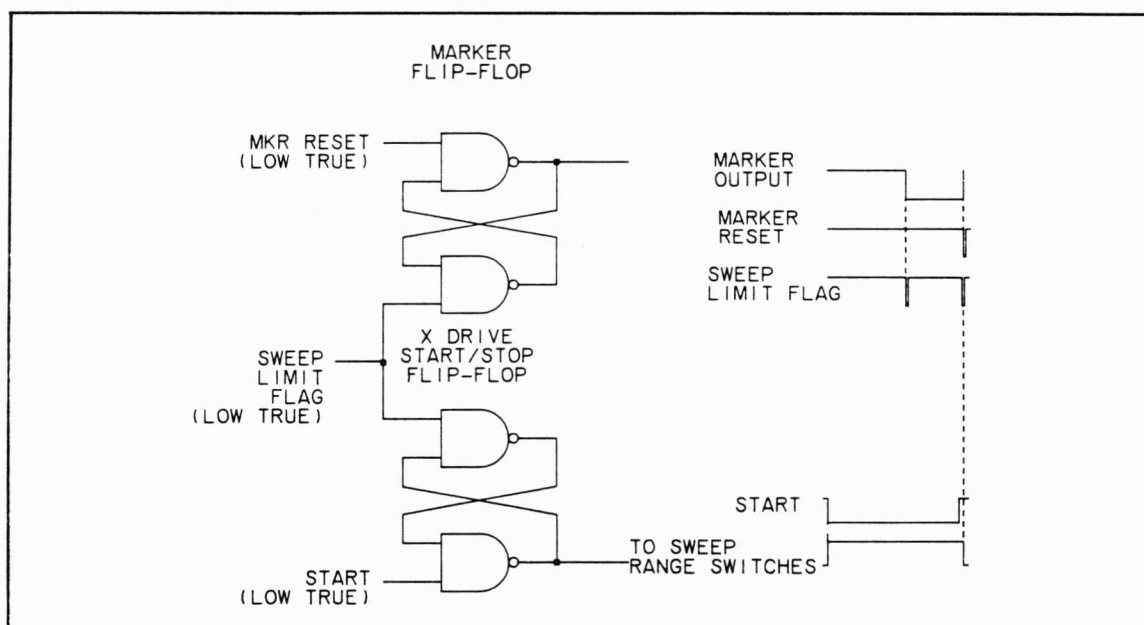 MARKER
FLIP-FLOP
MKR RESET
(LOW TRUE)
MARKER
OUTPUT
MARKER
RESET
SWEEP
LIMIT FLAG
X DRIVE
START/STOP
FLIP-FLOP
SWEEP
LIMIT
FLAG
(LOW TRUE)
START
TO SWEEP
RANGE SWITCHES
START
(LOW TRUE)